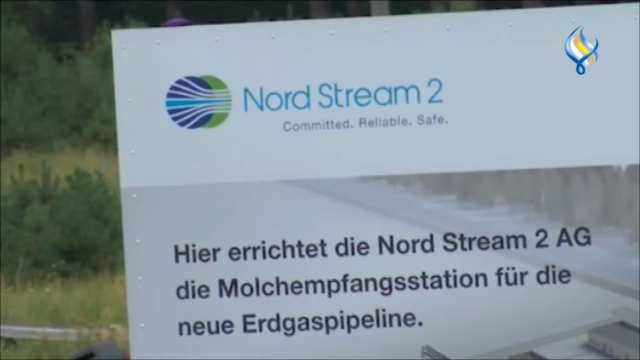 Nord Stream 2
Committed. Reliable. Safe.
Hier errichtet die Nord Stream 2 AG
die Molchempfangsstation für die
neue Erdgaspipeline.